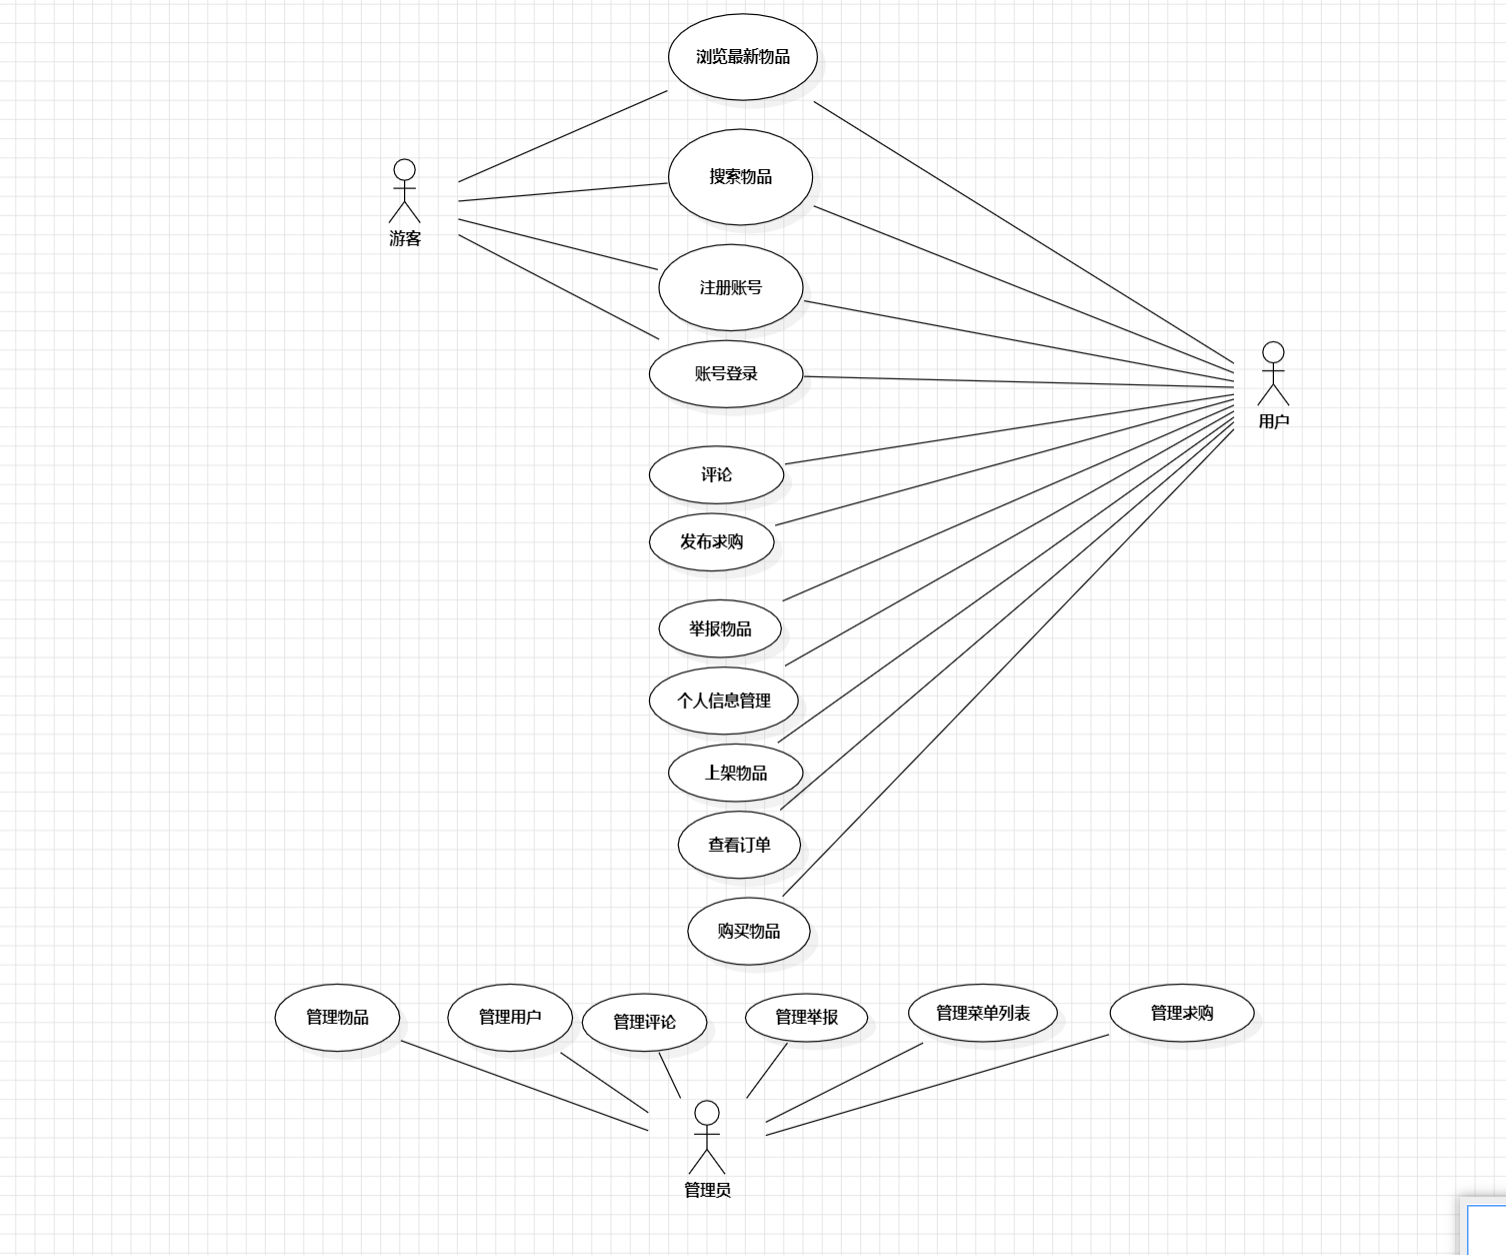 浏览最新物品
搜索物品
游客
注册账号
账号登录
用户
评论
发布求购
举报物品
个人信息管理
上架物品
查看订单
购买物品
管理物品
管理用户
管理评论
管理举报
管理菜单列表
管理求购
管理员